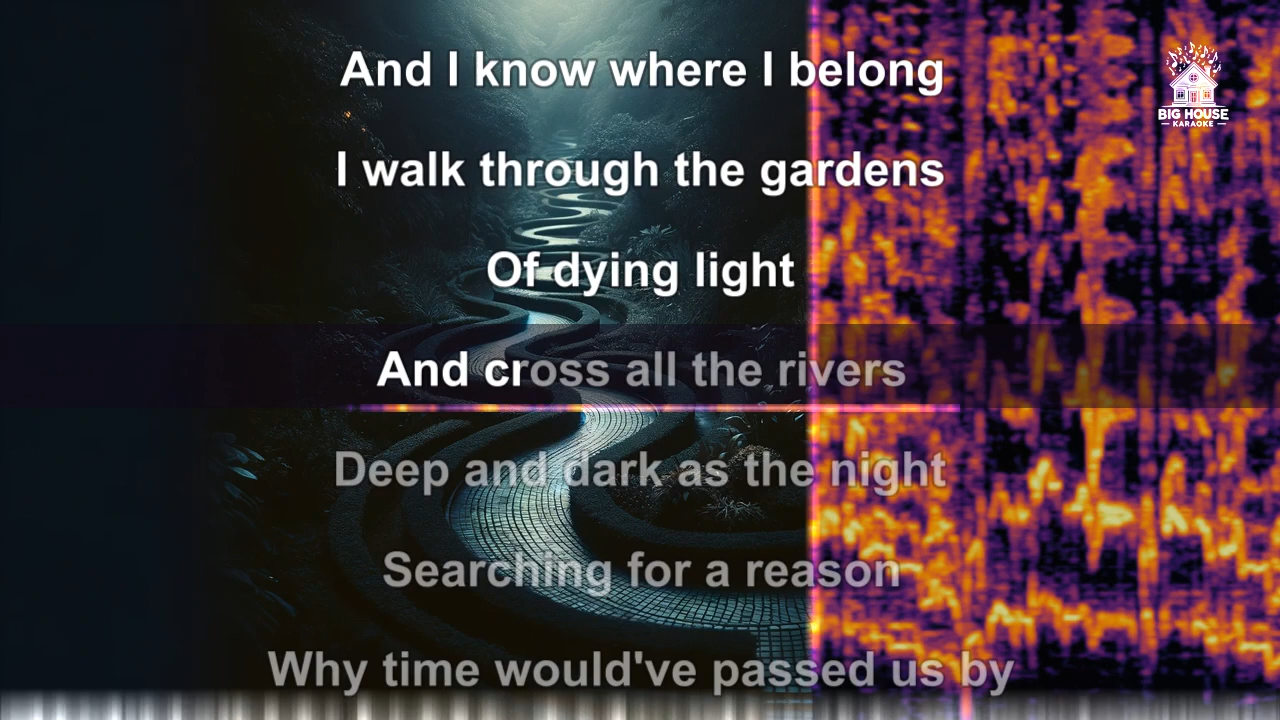 And I know where I belong
I walk through the gardens
Of dying light
And cross all the rivers
Deep and dark as the night
Searching for a reason
Why time would've passed us by
BIG HOUSE
KARAOKE